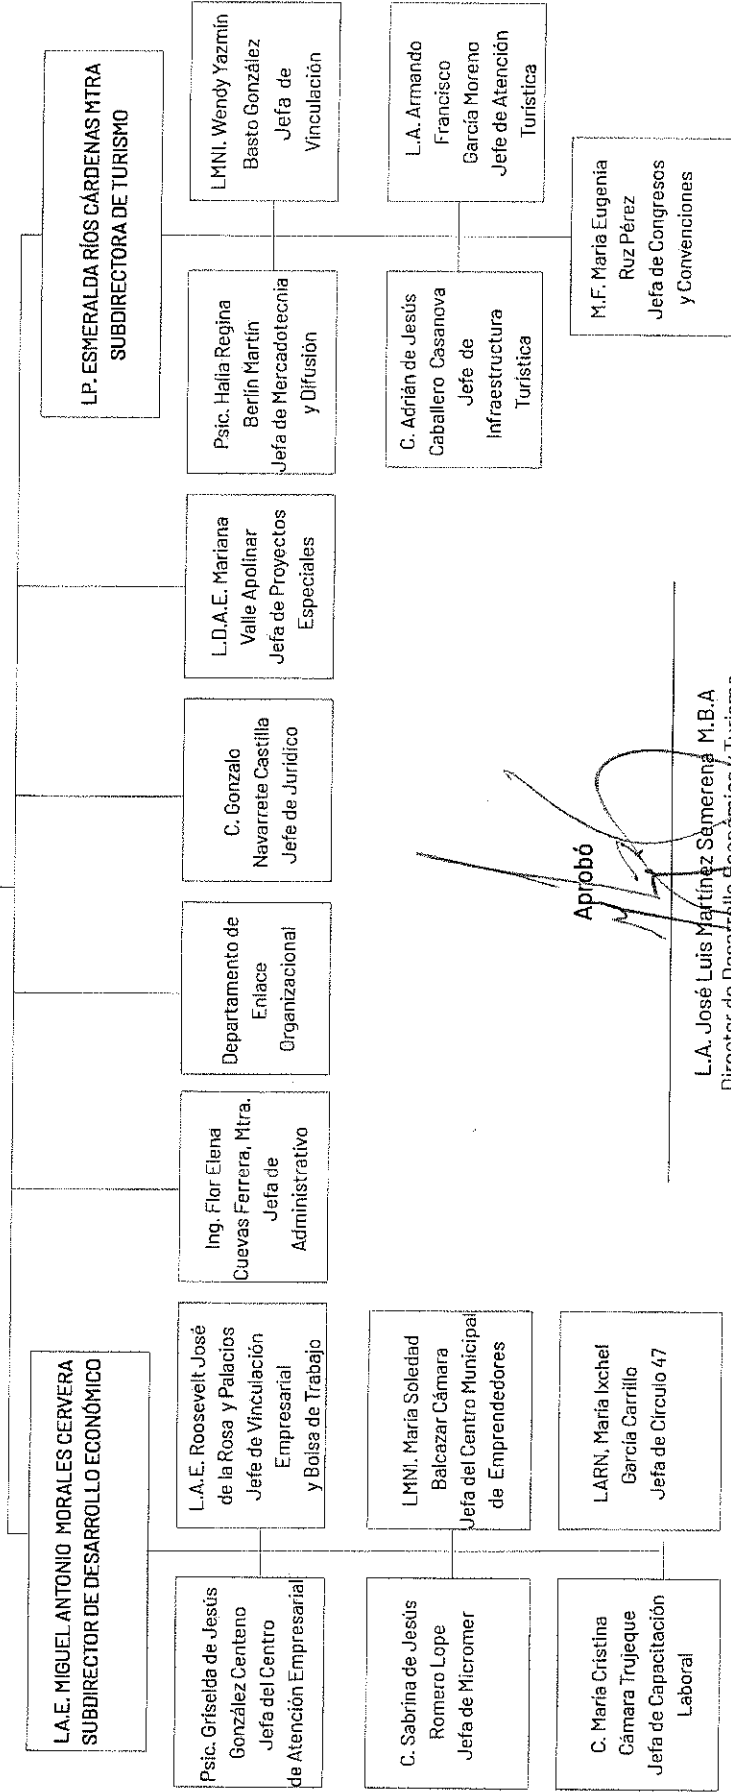 L.A.E. MIGUEL ANTONIO MORALES CERVERA
SUBDIRECTOR DE DESARROLLO ECONÓMICO
LP. ESMERALDA RÍOS CÁRDENAS MTRA
SUBDIRECTORA DE TURISMO
Psic. Griselda de Jesús
González Centeno
Jefa del Centro
de Atención Empresarial
L.A.E. Roosevelt José
de la Rosa y Palacios
Jefe de Vinculación
Empresarial
y Bolsa de Trabajo
Ing. Flor Elena
Cuevas Ferrera, Mtra.
Jefa de
Administrativo
Departamento de
Enlace
Organizacional
C. Gonzalo
Navarrete Castilla
Jefe de Jurídico
L.D.A.E. Mariana
Valle Apolinar
Jefa de Proyectos
Especiales
Psic. Halia Regina
Berlín Martín
Jefa de Mercadotecnia
y Difusión
LMNI. Wendy Yazmín
Basto González
Jefa de
Vinculación
C. Sabrina de Jesús
Romero Lope
Jefa de Micromer
LMNI. María Soledad
Balcazar Cámara
Jefa del Centro Municipal
de Emprendedores
C. Adrián de Jesús
Caballero Casanova
Jefe de
Infraestructura
Turística
L.A. Armando
Francisco
García Moreno
Jefe de Atención
Turística
C. María Cristina
Cámara Trujeque
Jefa de Capacitación
Laboral
LARN. María Ixchel
García Carrillo
Jefa de Círculo 47
M.F. María Eugenia
Ruz Pérez
Jefa de Congresos
y Convenciones
Aprobó
L.A. José Luis Martínez Semerena M.B.A
Director de Desarrollo Económico y Turismo